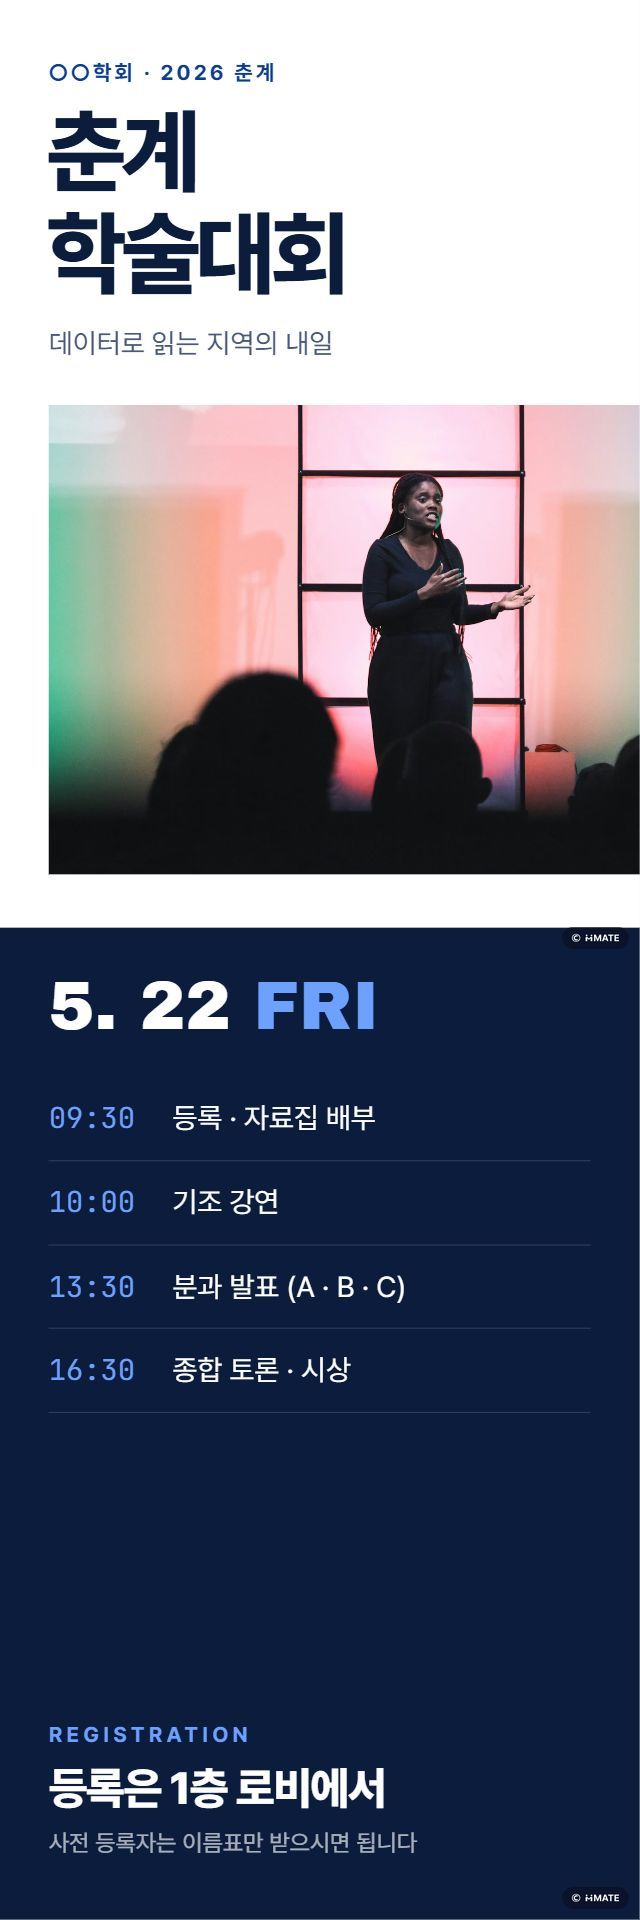 〇〇학회 · 2026 춘계
춘계
학술대회
데이터로 읽는 지역의 내일
© HMATE
5. 22 FRI
09:30 등록 · 자료집 배부
10:00 기조 강연
13:30 분과 발표 (A · B · C)
16:30 종합 토론 · 시상
REGISTRATION
등록은 1층 로비에서
사전 등록자는 이름표만 받으시면 됩니다
© HMATE